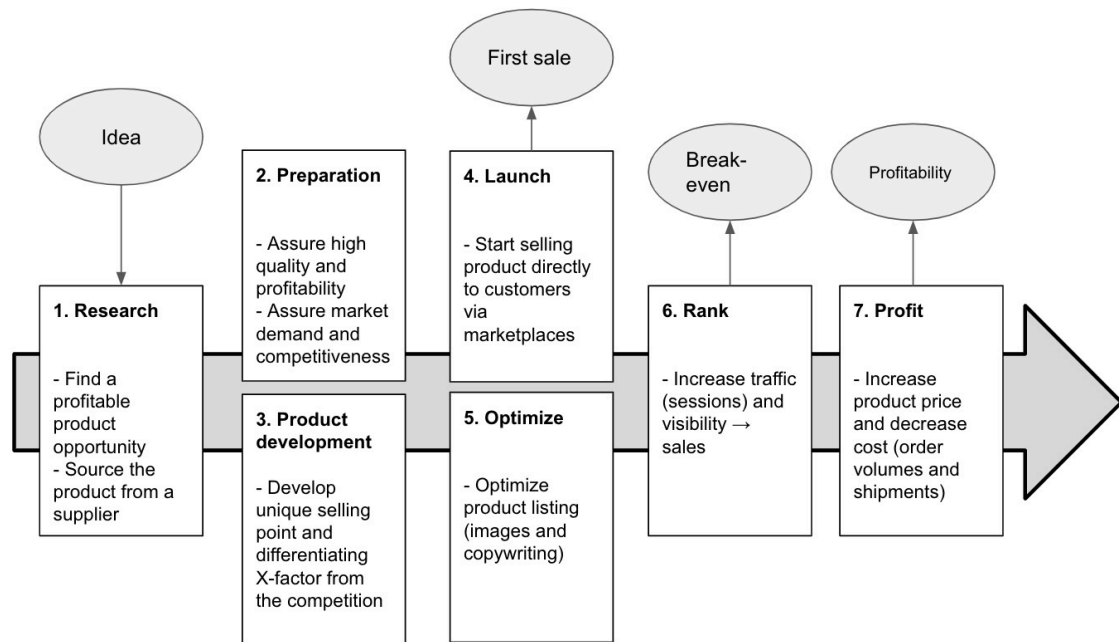 Idea
1. Research
- Find a
profitable
product
opportunity
- Source the
product from a
supplier
2. Preparation
- Assure high
quality and
profitability
- Assure market
demand and
competitiveness
3. Product
development
- Develop
unique selling
point and
differentiating
X-factor from
the competition
First sale
4. Launch
- Start selling
product directly
to customers
via
marketplaces
5. Optimize
- Optimize
product listing
(images and
copywriting)
Break-
even
6. Rank
- Increase traffic
(sessions) and
visibility →
sales
Profitability
7. Profit
- Increase
product price
and decrease
cost (order
volumes and
shipments)